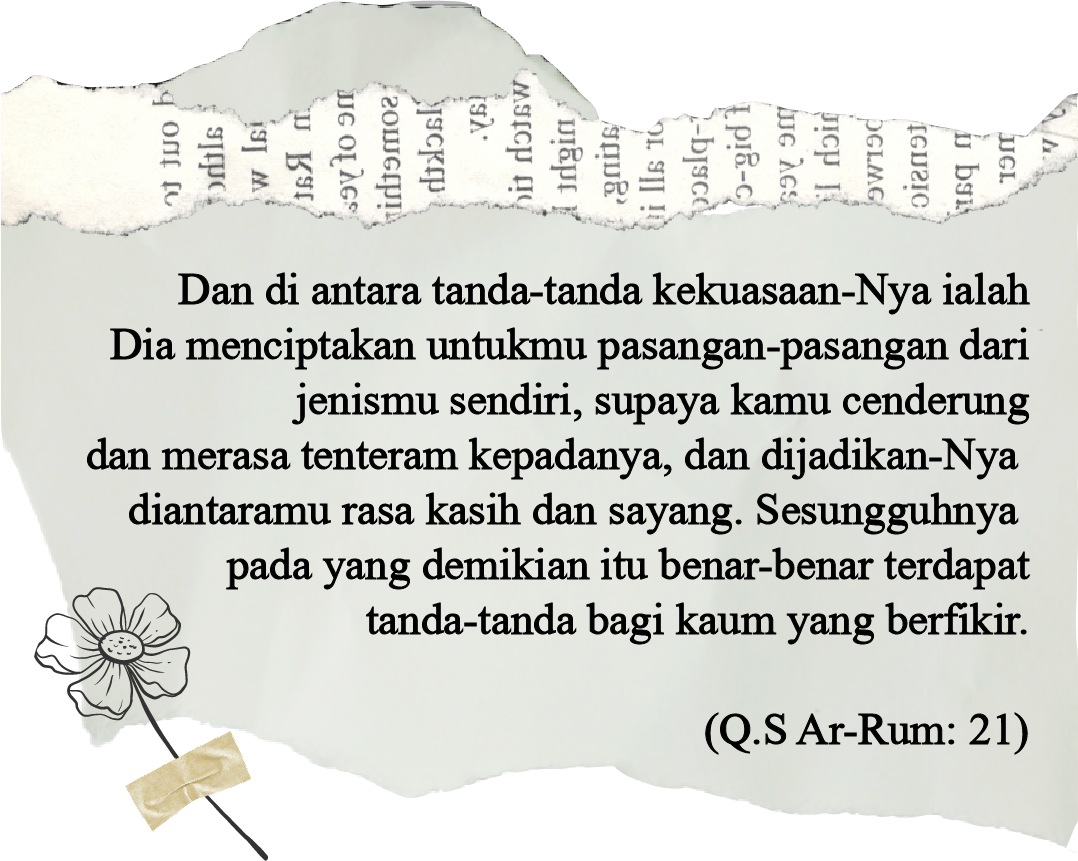 Dan di antara tanda-tanda kekuasaan-Nya ialah
Dia menciptakan untukmu pasangan-pasangan dari
jenismu sendiri, supaya kamu cenderung
dan merasa tenteram kepadanya, dan dijadikan-Nya
diantaramu rasa kasih dan sayang. Sesungguhnya
pada yang demikian itu benar-benar terdapat
tanda-tanda bagi kaum yang berfikir.
(Q.S Ar-Rum: 21)